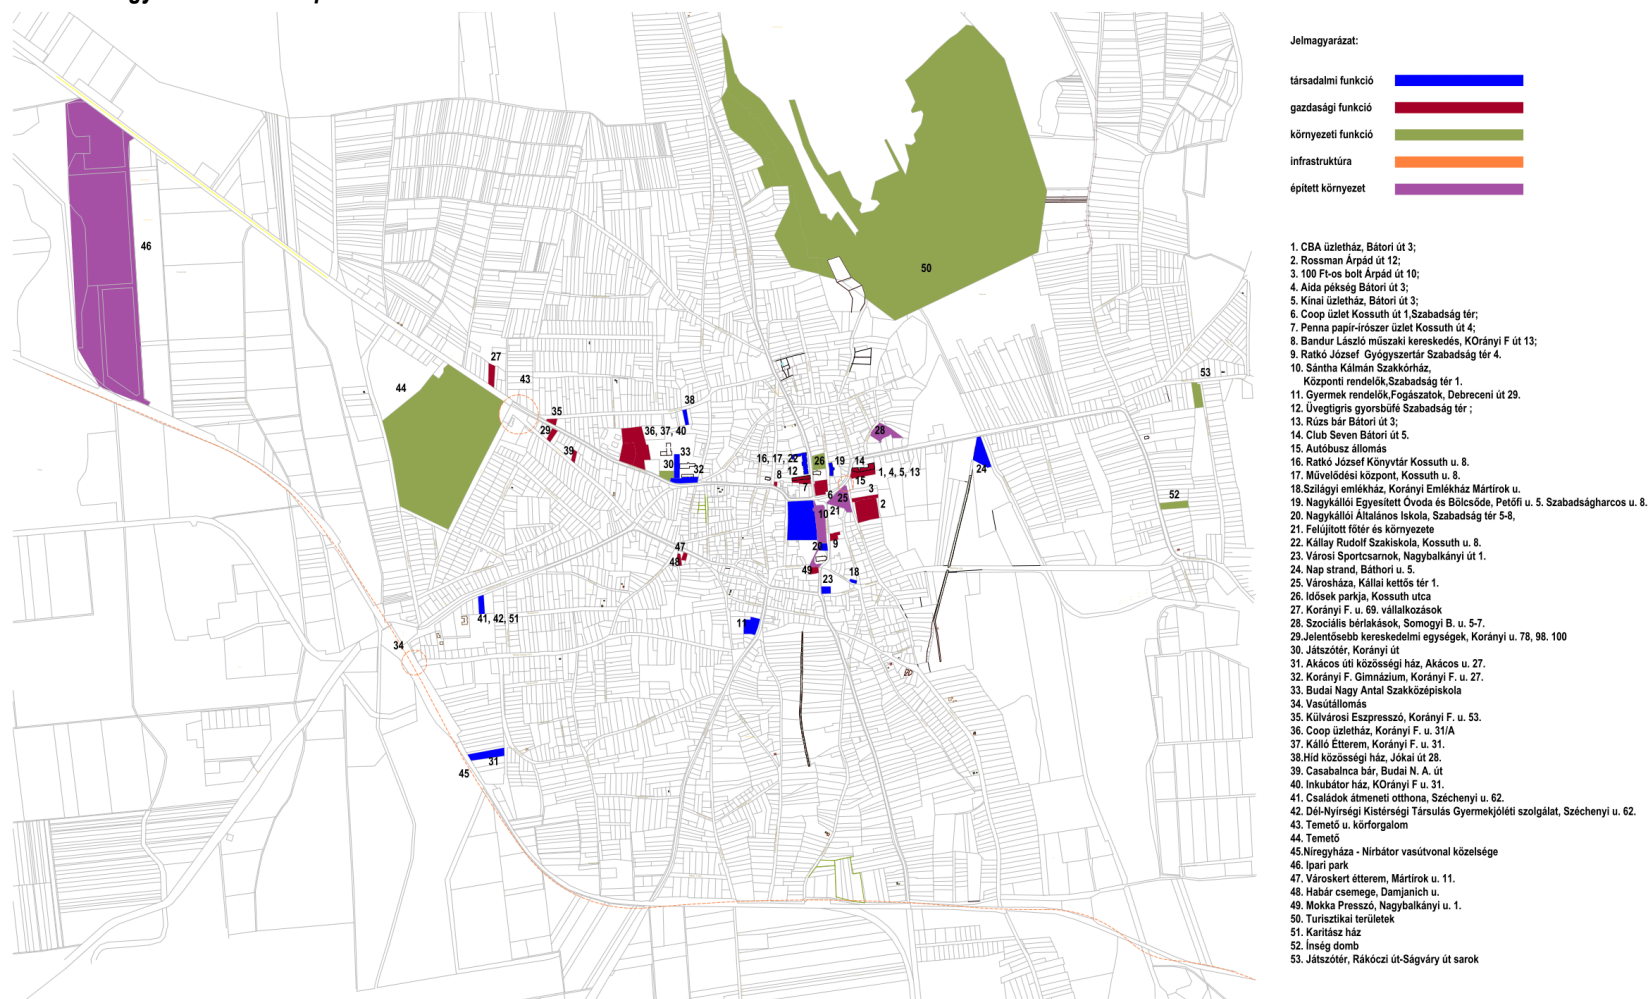 Jelmagyarázat:
társadalmi funkció
gazdasági funkció
környezeti funkció
infrastruktúra
épített környezet
1. CBA üzletház, Bátori út 3;
2. Rossman Árpád út 12;
3. 100 Ft-os bolt Árpád út 10;
4. Aida pékség Bátori út 3;
5. Kínai üzletház, Bátori út 3;
6. Coop üzlet Kossuth út 1,Szabadság tér;
7. Penna papír-írószer üzlet Kossuth út 4;
8. Bandur László műszaki kereskedés, KOrányi F út 13;
9. Ratkó József Gyógyszertár Szabadság tér 4.
10. Sántha Kálmán Szakkórház,
Központi rendelők,Szabadság tér 1.
11. Gyermek rendelők,Fogászatok, Debreceni út 29.
12. Üvegtigris gyorsbüfé Szabadság tér ;
13. Rúzs bár Bátori út 3;
14. Club Seven Bátori út 5.
15. Autóbusz állomás
16. Ratkó József Könyvtár Kossuth u. 8.
17. Művelődési központ, Kossuth u. 8.
18.Szilágyi emlékház, Korányi Emlékház Mártírok u.
19. Nagykállói Egyesített Óvoda és Bölcsőde, Petőfi u. 5. Szabadságharcos u. 8.
20. Nagykállói Általános Iskola, Szabadság tér 5-8,
21. Felújított főtér és környezete
22. Kállay Rudolf Szakiskola, Kossuth u. 8.
23. Városi Sportcsarnok, Nagybalkányi út 1.
24. Nap strand, Báthori u. 5.
25. Városháza, Kállai kettős tér 1.
26. Idősek parkja, Kossuth utca
27. Korányi F. u. 69. vállalkozások
28. Szociális bérlakások, Somogyi B. u. 5-7.
29.Jelentősebb kereskedelmi egységek, Korányi u. 78, 98. 100
30. Játszótér, Korányi út
31. Akácos úti közösségi ház, Akácos u. 27.
32. Korányi F. Gimnázium, Korányi F. u. 27.
33. Budai Nagy Antal Szakközépiskola
34. Vasútállomás
35. Külvárosi Eszpresszó, Korányi F. u. 53.
36. Coop üzletház, Korányi F. u. 31/A
37. Kálló Étterem, Korányi F. u. 31.
38.Híd közösségi ház, Jókai út 28.
39. Casabalnca bár, Budai N. A. út
40. Inkubátor ház, KOrányi F u. 31.
41. Családok átmeneti otthona, Széchenyi u. 62.
42. Dél-Nyírségi Kistérségi Társulás Gyermekjóléti szolgálat, Széchenyi u. 62.
43. Temető u. körforgalom
44. Temető
45.Níregyháza - Nírbátor vasútvonal közelsége
46. Ipari park
47. Városkert étterem, Mártírok u. 11.
48. Habár csemege, Damjanich u.
49. Mokka Presszó, Nagybalkányi u. 1.
50. Turisztikai területek
51. Karitász ház
52. Ínség domb
53. Játszótér, Rákóczi út-Ságváry út sarok
46
50
27
43
44
53
38
35
29
36, 37, 40
28
39
33
30
32
16, 17, 22
26
19
14
12
1, 4, 5, 13
8
7
15
24
6
25
3
2
52
10
21
20
9
47
48
49
18
23
41, 42, 51
11
34
31
45